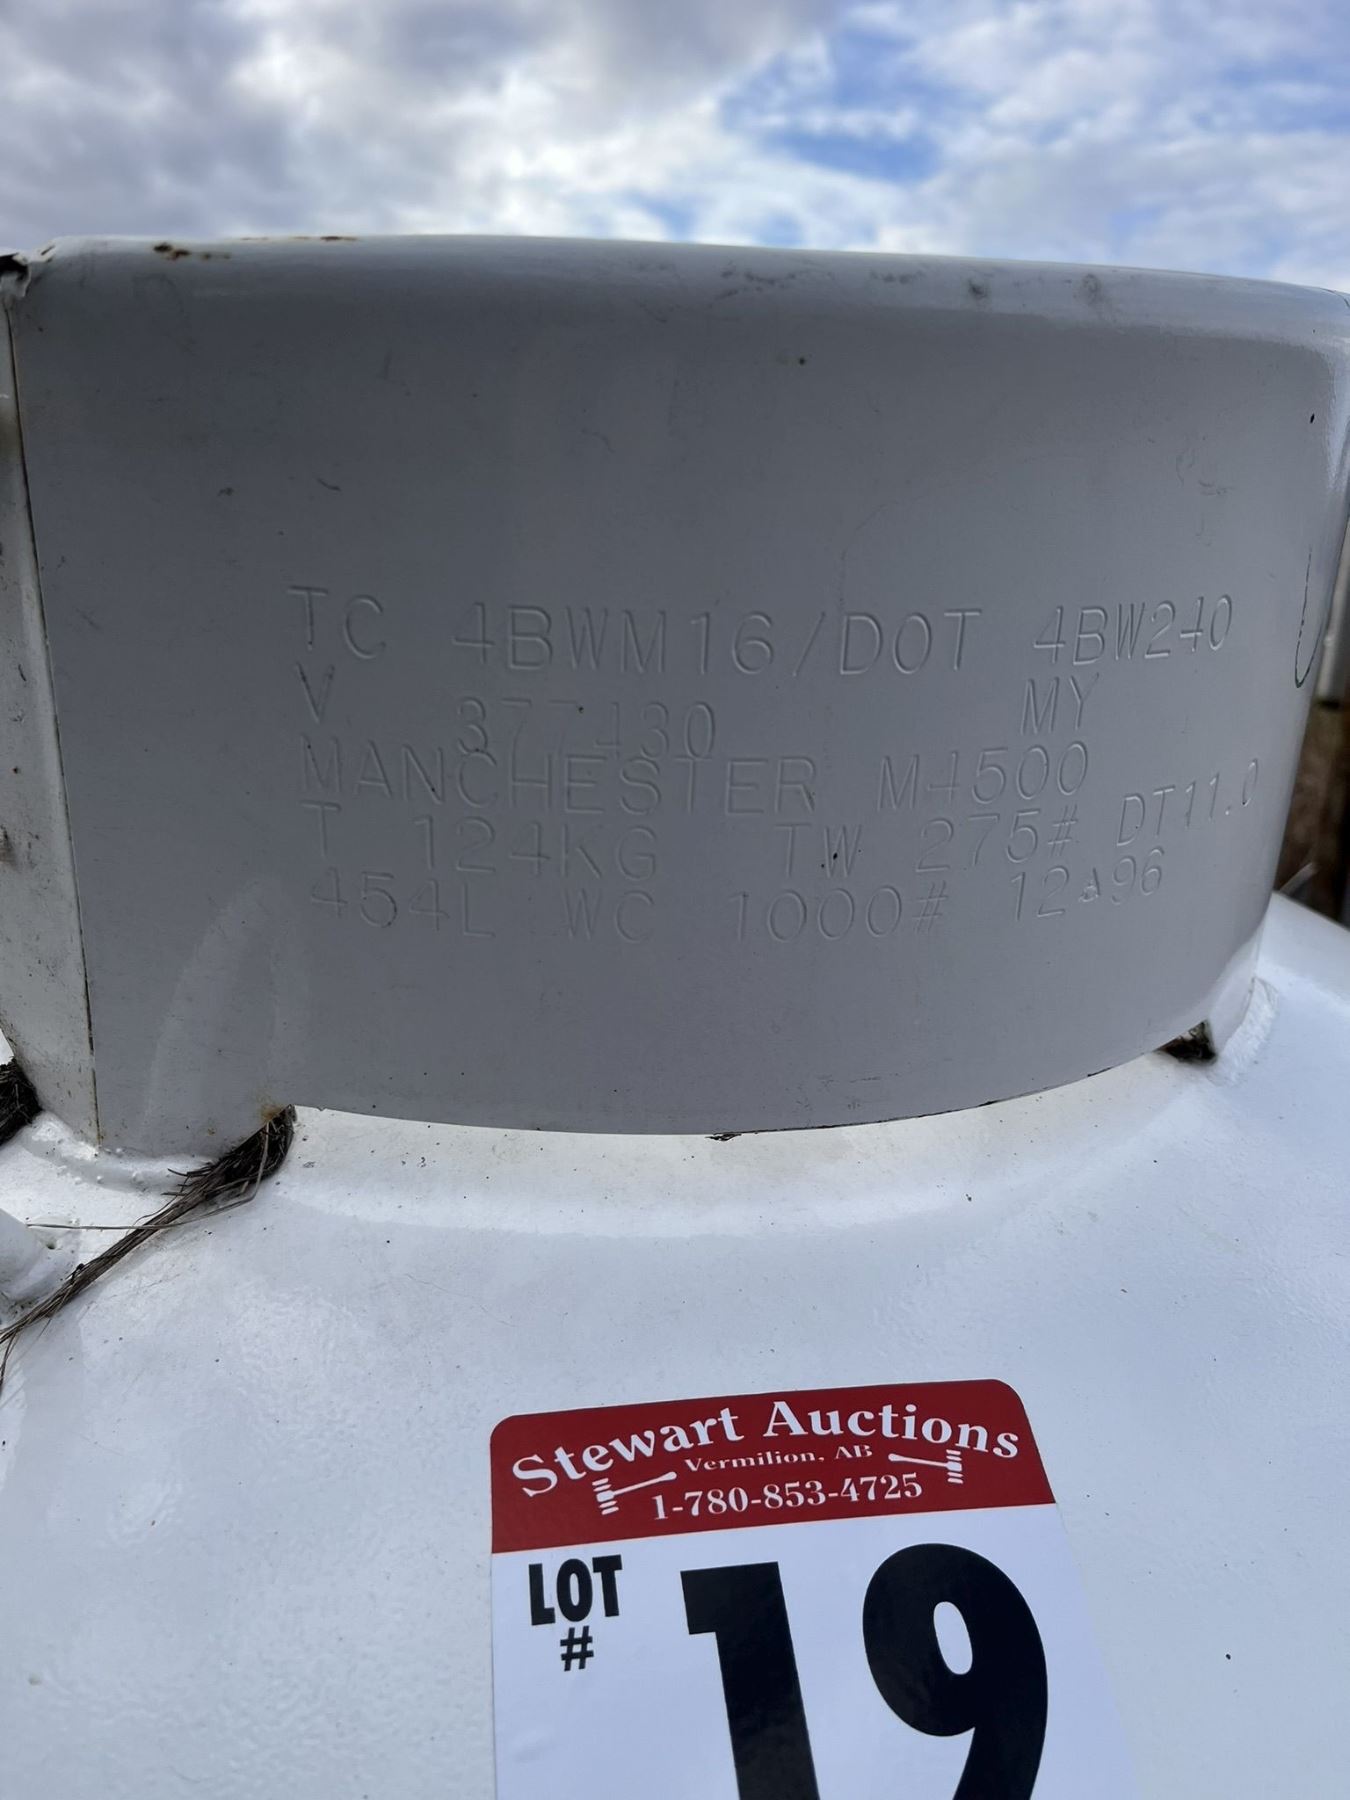 TC 4BWM16/DOT 4BW240
V 377430 MY
MANCHESTER M4500
T 124KG TW 275# DT11.0
454L WC 1000# 12 96
Stewart Auctions
Vermilion, AB
1-780-853-4725
LOT
#
19